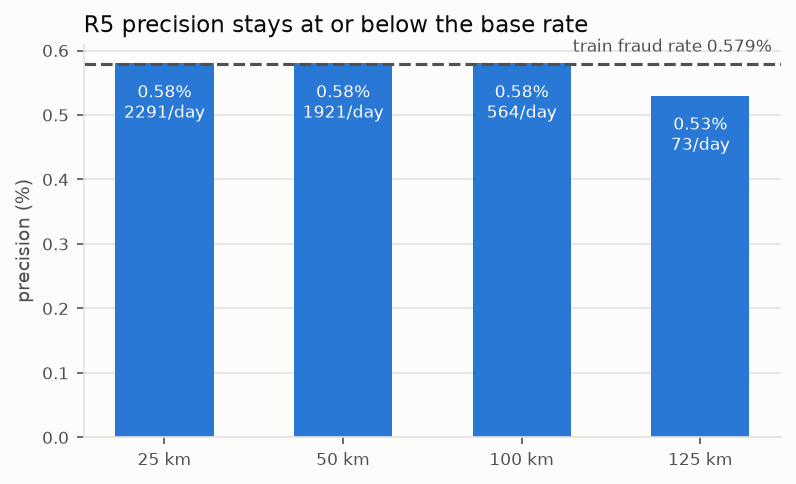 R5 precision stays at or below the base rate
train fraud rate 0.579%
precision (%)
0.6
0.5
0.4
0.3
0.2
0.1
0.0
0.58%
2291/day
0.58%
1921/day
0.58%
564/day
0.53%
73/day
25 km
50 km
100 km
125 km